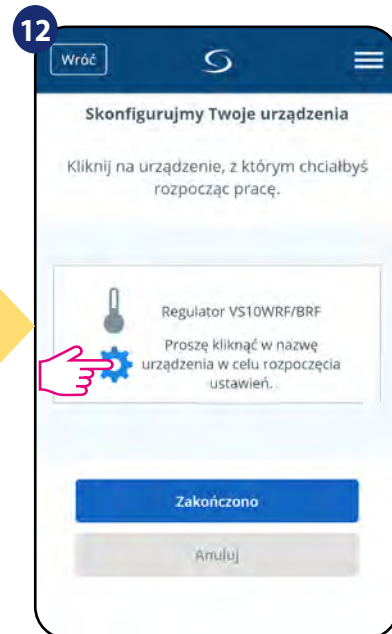 12
Wróć
Skonfigurujmy Twoje urządzenia
Kliknij na urządzenie, z którym chciałbyś
rozpocząc pracę.
Regulator VS10WRF/BRF
Proszę kliknąć w nazwę
urządzenia w celu rozpoczęcia
ustawień.
Zakończono
Anuluj